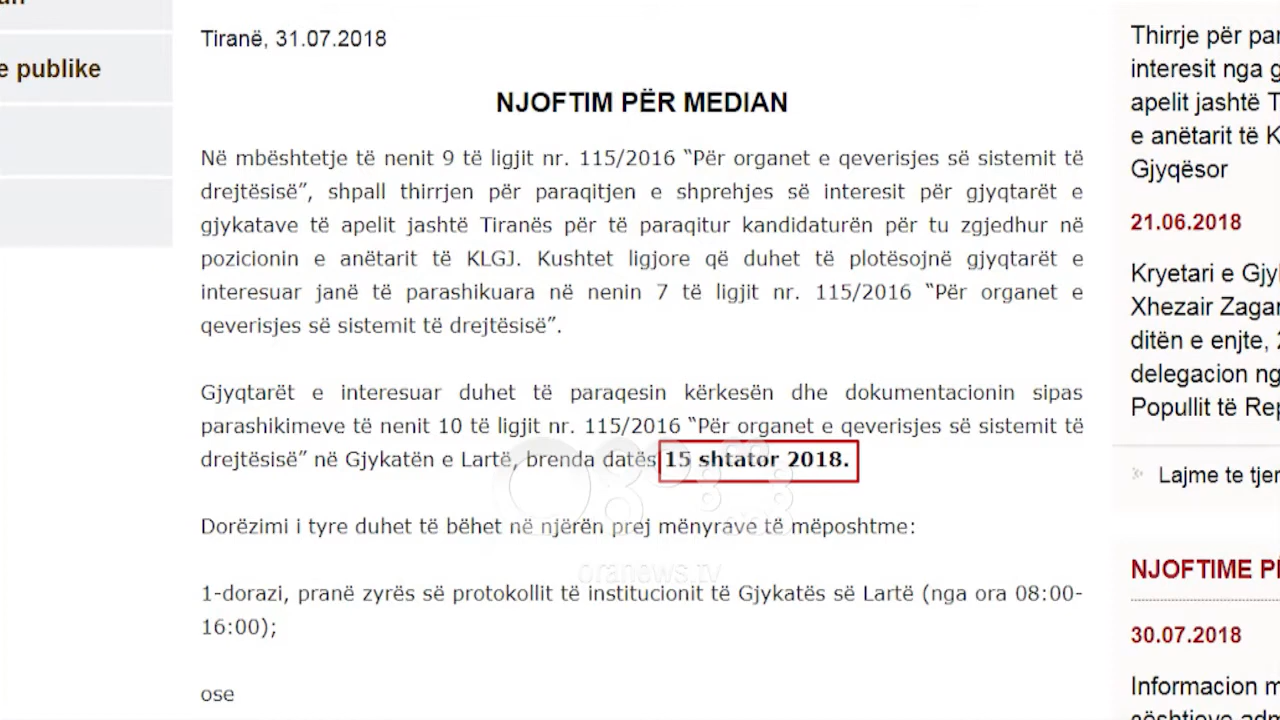 e publike
Tiranë, 31.07.2018
NJOFTIM PËR MEDIAN
Në mbështetje të nenit 9 të ligjit nr. 115/2016 “Për organet e qeverisjes së sistemit të
drejtësisë”, shpall thirrjen për paraqitjen e shprehjes së interesit për gjyqtarët e
gjykatave të apelit jashtë Tiranës për të paraqitur kandidaturën për tu zgjedhur në
pozicionin e anëtarit të KLGJ. Kushtet ligjore që duhet të plotësojnë gjyqtarët e
interesuar janë të parashikuara në nenin 7 të ligjit nr. 115/2016 “Për organet e
qeverisjes së sistemit të drejtësisë”.
Gjyqtarët e interesuar duhet të paraqesin kërkesën dhe dokumentacionin sipas
parashikimeve të nenit 10 të ligjit nr. 115/2016 “Për organet e qeverisjes së sistemit të
drejtësisë” në Gjykatën e Lartë, brenda datës 15 shtator 2018.
Dorëzimi i tyre duhet të bëhet në njërën prej mënyrave të mëposhtme:
1-dorazi, pranë zyrës së protokollit të institucionit të Gjykatës së Lartë (nga ora 08:00-
16:00);
ose
oranews.tv
Thirrje për par
interesit nga g
apelit jashtë T
e anëtarit të K
Gjyqësor
21.06.2018
Kryetari e Gjy
Xhezair Zagan
ditën e enjte, 2
delegacion ng
Popullit të Rep
Lajme te tjer
NJOFTIME PË
30.07.2018
Informacion m